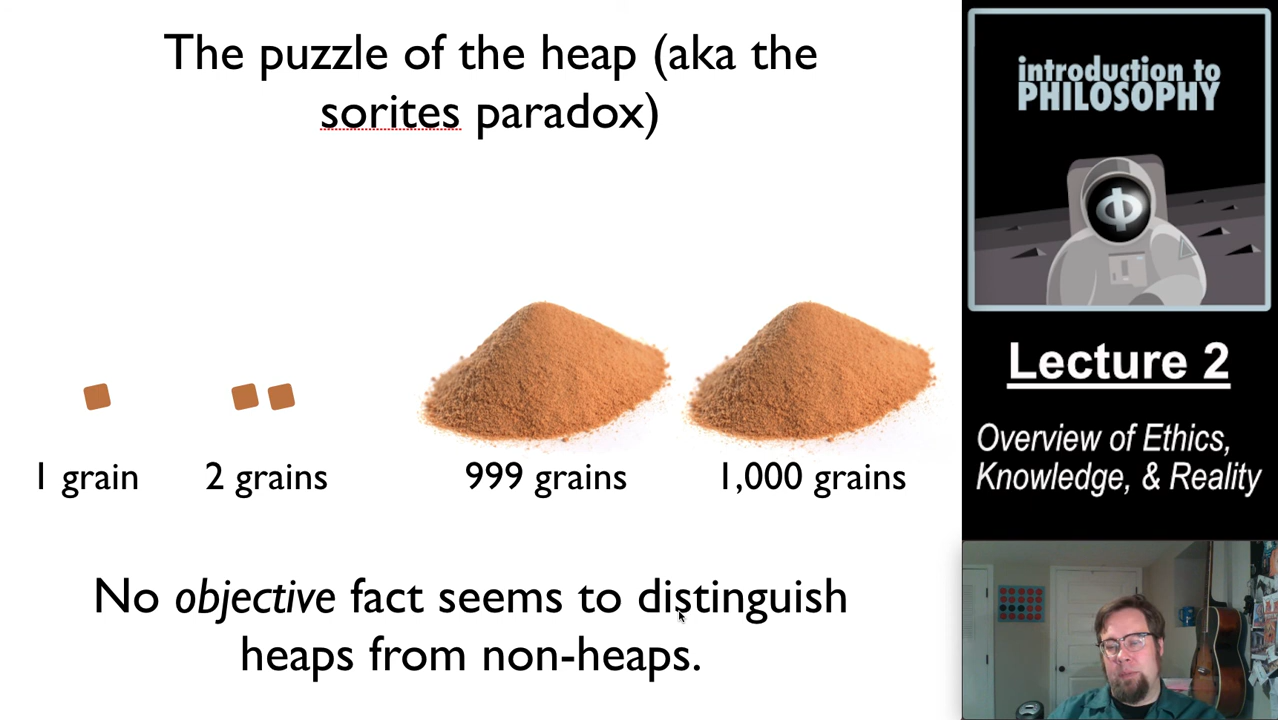 The puzzle of the heap (aka the
sorites paradox)
1 grain
2 grains
999 grains
1,000 grains
No objective fact seems to distinguish
heaps from non-heaps.
introduction to
PHILOSOPHY
Φ
Lecture 2
Overview of Ethics,
Knowledge, & Reality